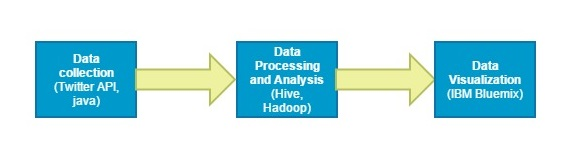 Data
collection
(Twitter API,
java)
Data
Processing
and Analysis
(Hive,
Hadoop)
Data
Visualization
(IBM Bluemix)